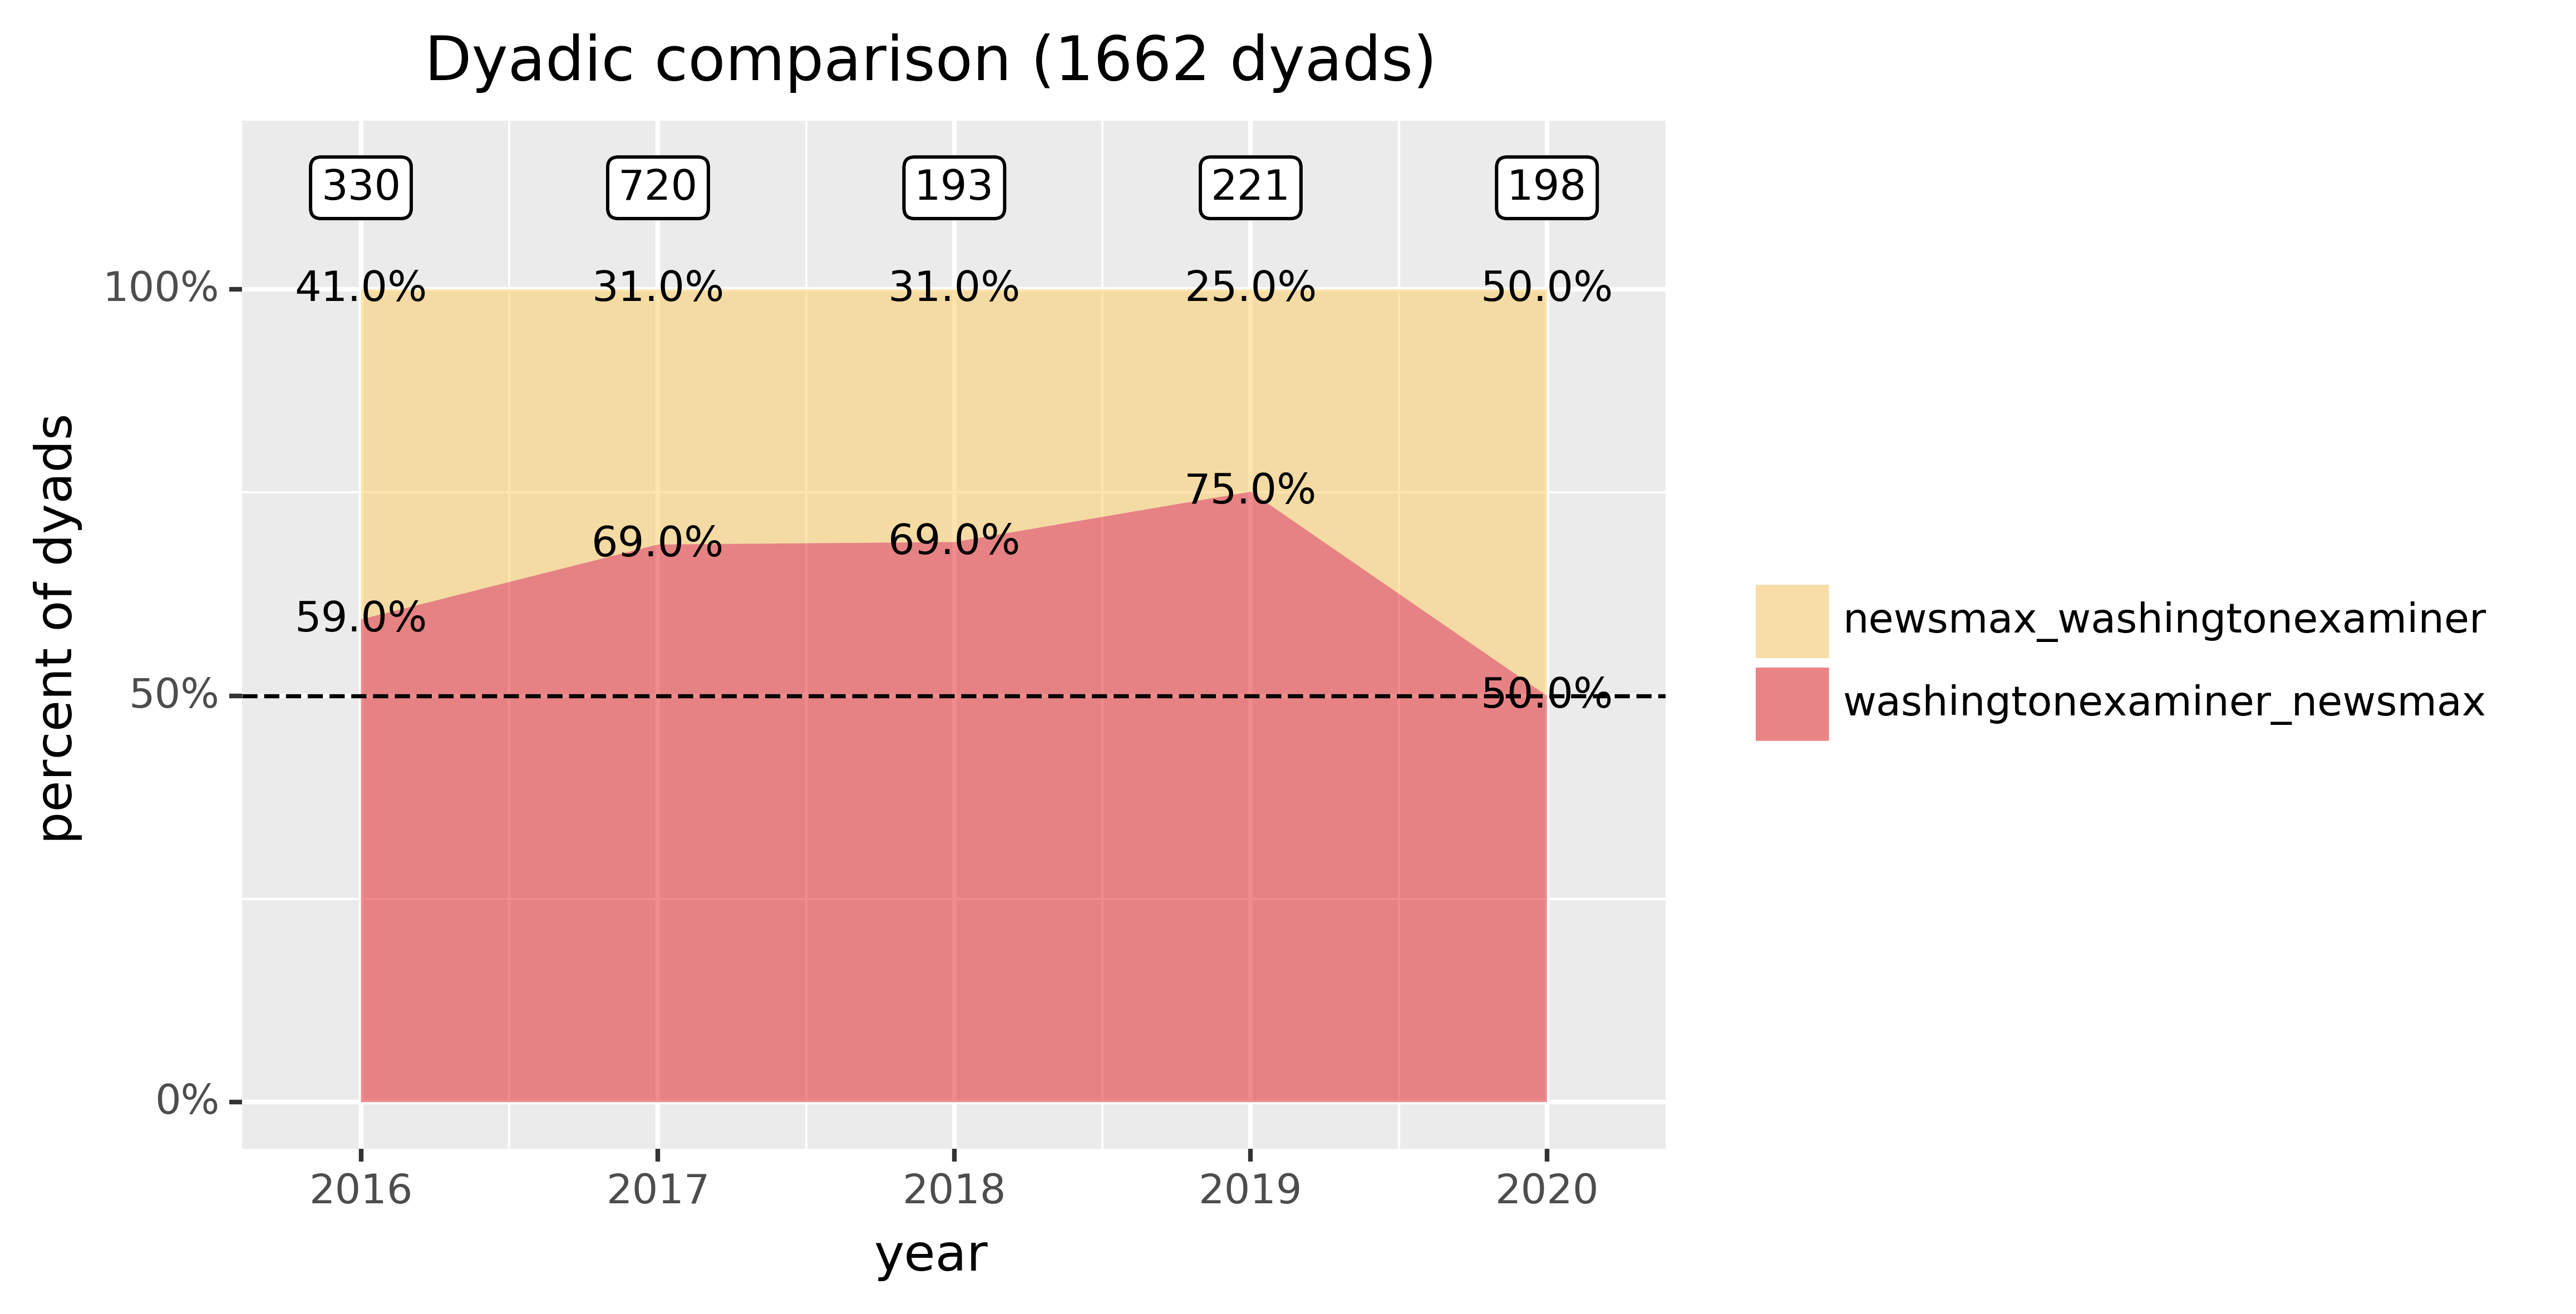 Dyadic comparison (1662 dyads)
330 720 193 221 198
100% 41.0% 31.0% 31.0% 25.0% 50.0%
75.0%
69.0% 69.0%
59.0%
50% 50.0%
0%
percent of dyads
2016 2017 2018 2019 2020
year
newsmax_washingtonexaminer
washingtonexaminer_newsmax